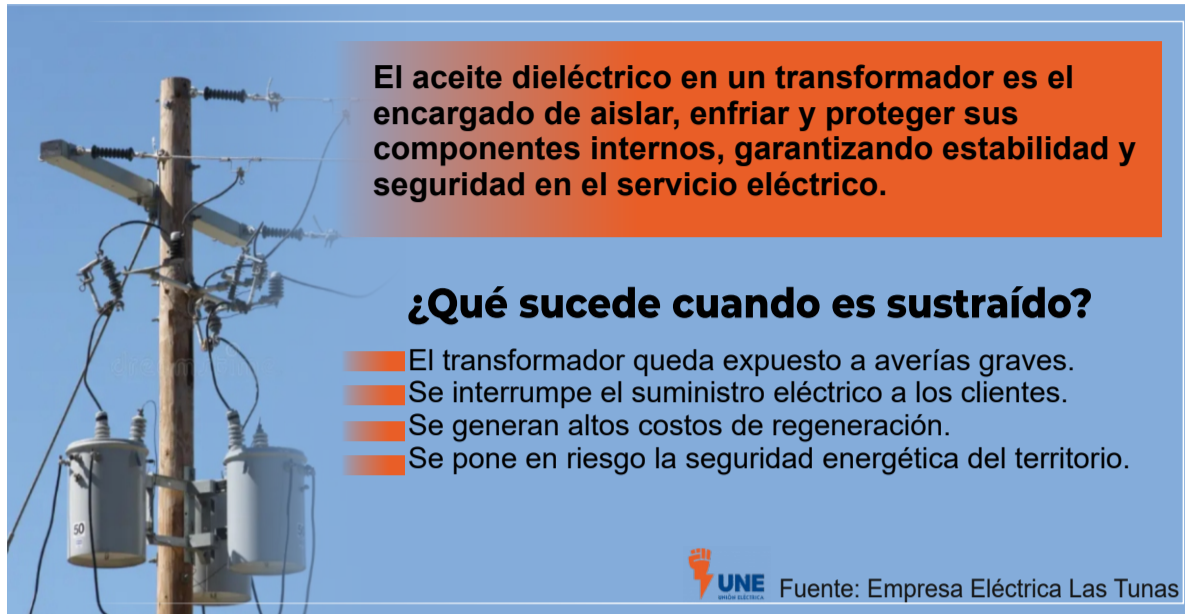 El aceite dieléctrico en un transformador es el
encargado de aislar, enfriar y proteger sus
componentes internos, garantizando estabilidad y
seguridad en el servicio eléctrico.
¿Qué sucede cuando es sustraído?
El transformador queda expuesto a averías graves.
Se interrumpe el suministro eléctrico a los clientes.
Se generan altos costos de regeneración.
Se pone en riesgo la seguridad energética del territorio.
50
50
UNE
UNIÓN ELÉCTRICA
Fuente: Empresa Eléctrica Las Tunas